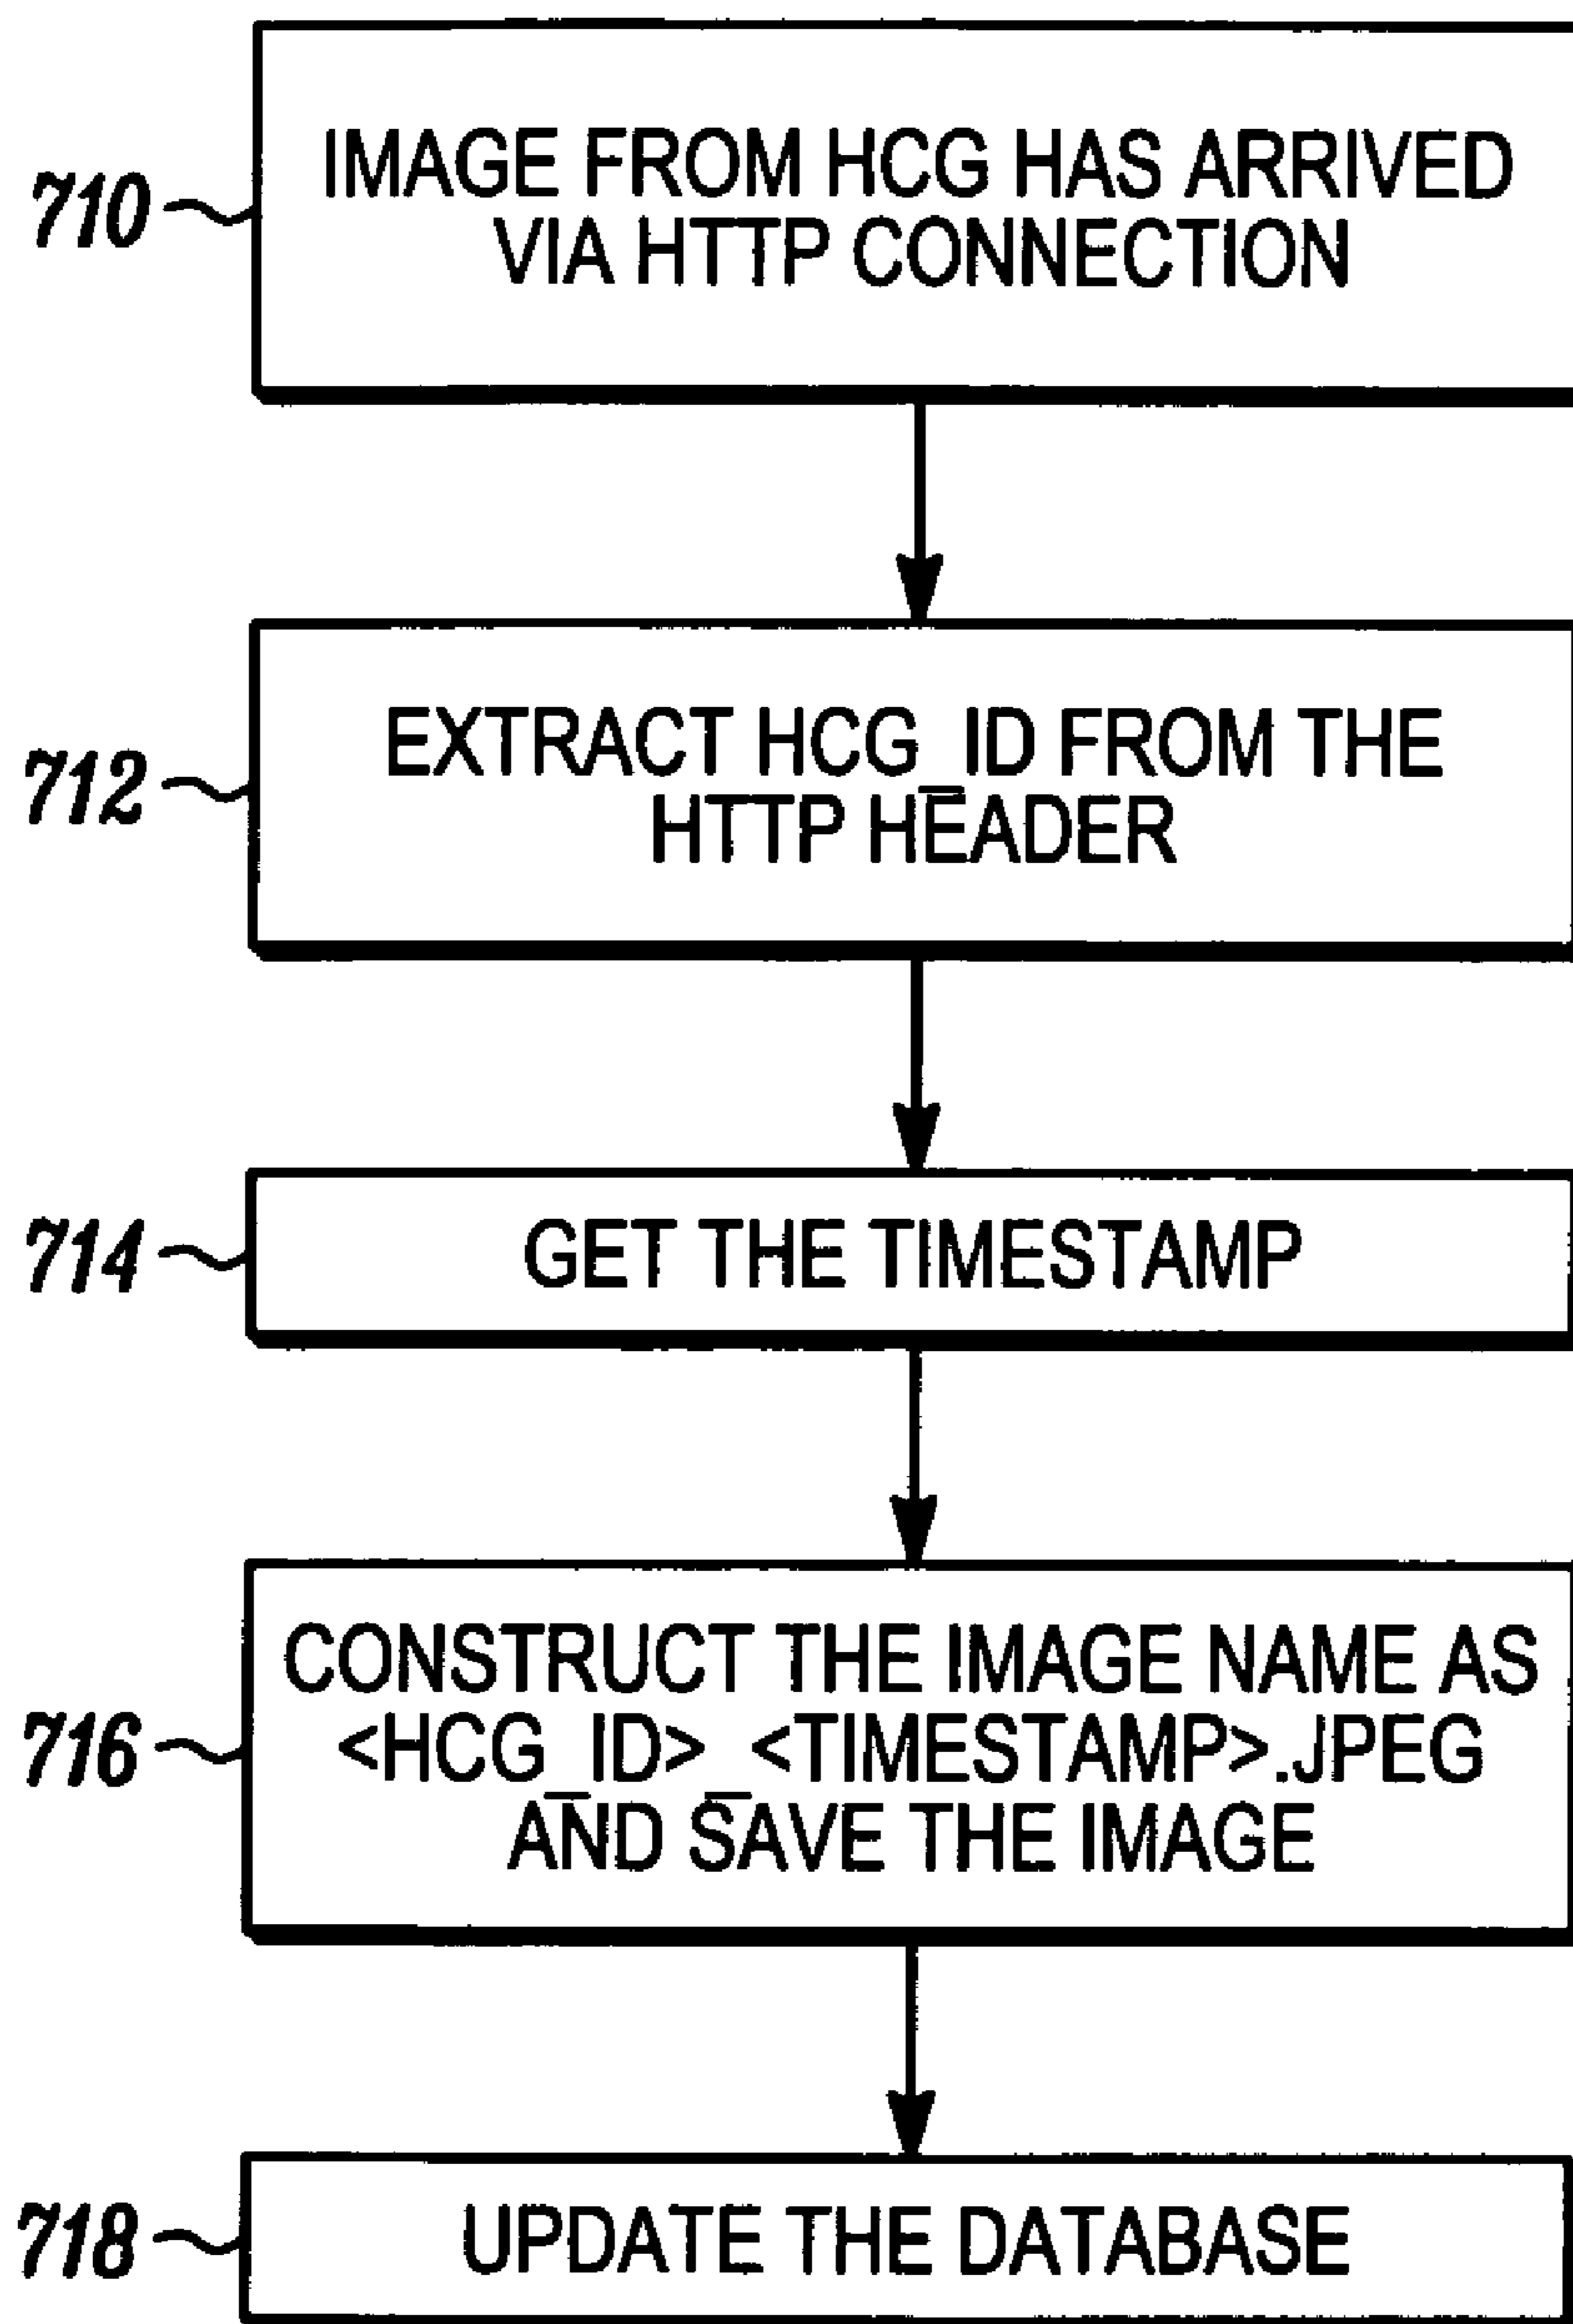 710
IMAGE FROM HCG HAS ARRIVED
VIA HTTP CONNECTION
712
EXTRACT HCG_ID FROM THE
HTTP HEADER
714
GET THE TIMESTAMP
716
CONSTRUCT THE IMAGE NAME AS
<HCG_ID>_<TIMESTAMP>.JPEG
AND SAVE THE IMAGE
718
UPDATE THE DATABASE